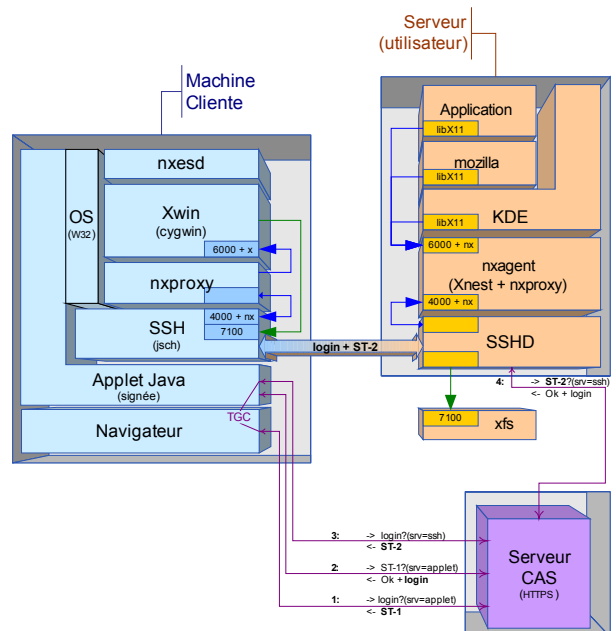 Serveur
(utilisateur)
Machine
Cliente
Application
libX11
mozilla
libX11
libX11
KDE
6000 + nx
nxagent
(Xnest + nxproxy)
4000 + nx
SSHD
nxesd
OS
(W32)
Xwin
(cygwin)
6000 + x
nxproxy
4000 + nx
SSH
7100
(jsch)
login + ST-2
Applet Java
(signée)
TGC
Navigateur
4: -> ST-2?(srv=ssh)
<- Ok + login
7100
xfs
3: -> login?(srv=ssh)
<- ST-2
2: -> ST-1?(srv=applet)
<- Ok + login
1: -> login?(srv=applet)
<- ST-1
Serveur
CAS
(HTTPS)